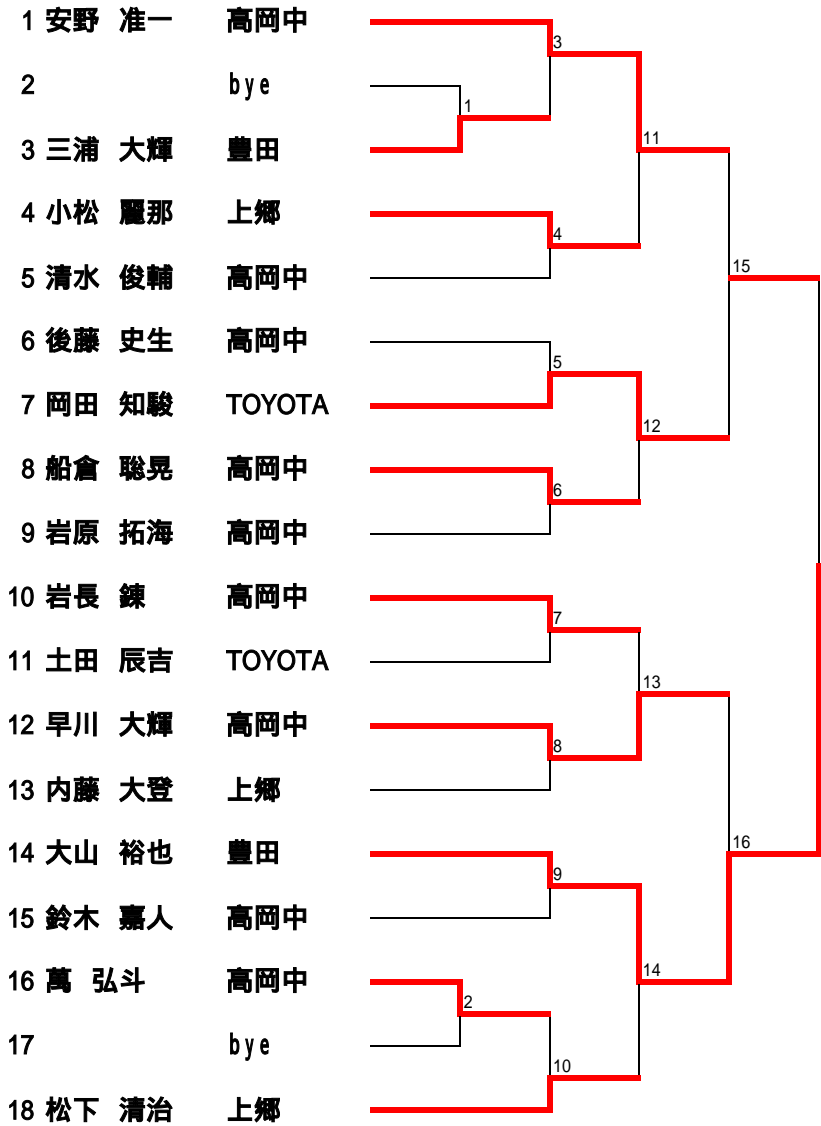 1 安野 准一 高岡中
3
2 bye
1
3 三浦 大輝 豊田
11
4 小松 麗那 上郷
4
15
5 清水 俊輔 高岡中
6 後藤 史生 高岡中
5
7 岡田 知駿 TOYOTA
12
8 船倉 聡晃 高岡中
6
9 岩原 拓海 高岡中
10 岩長 錬 高岡中
7
11 土田 辰吉 TOYOTA
13
12 早川 大輝 高岡中
8
13 内藤 大登 上郷
16
14 大山 裕也 豊田
9
15 鈴木 嘉人 高岡中
14
16 萬 弘斗 高岡中
2
17 bye
10
18 松下 清治 上郷